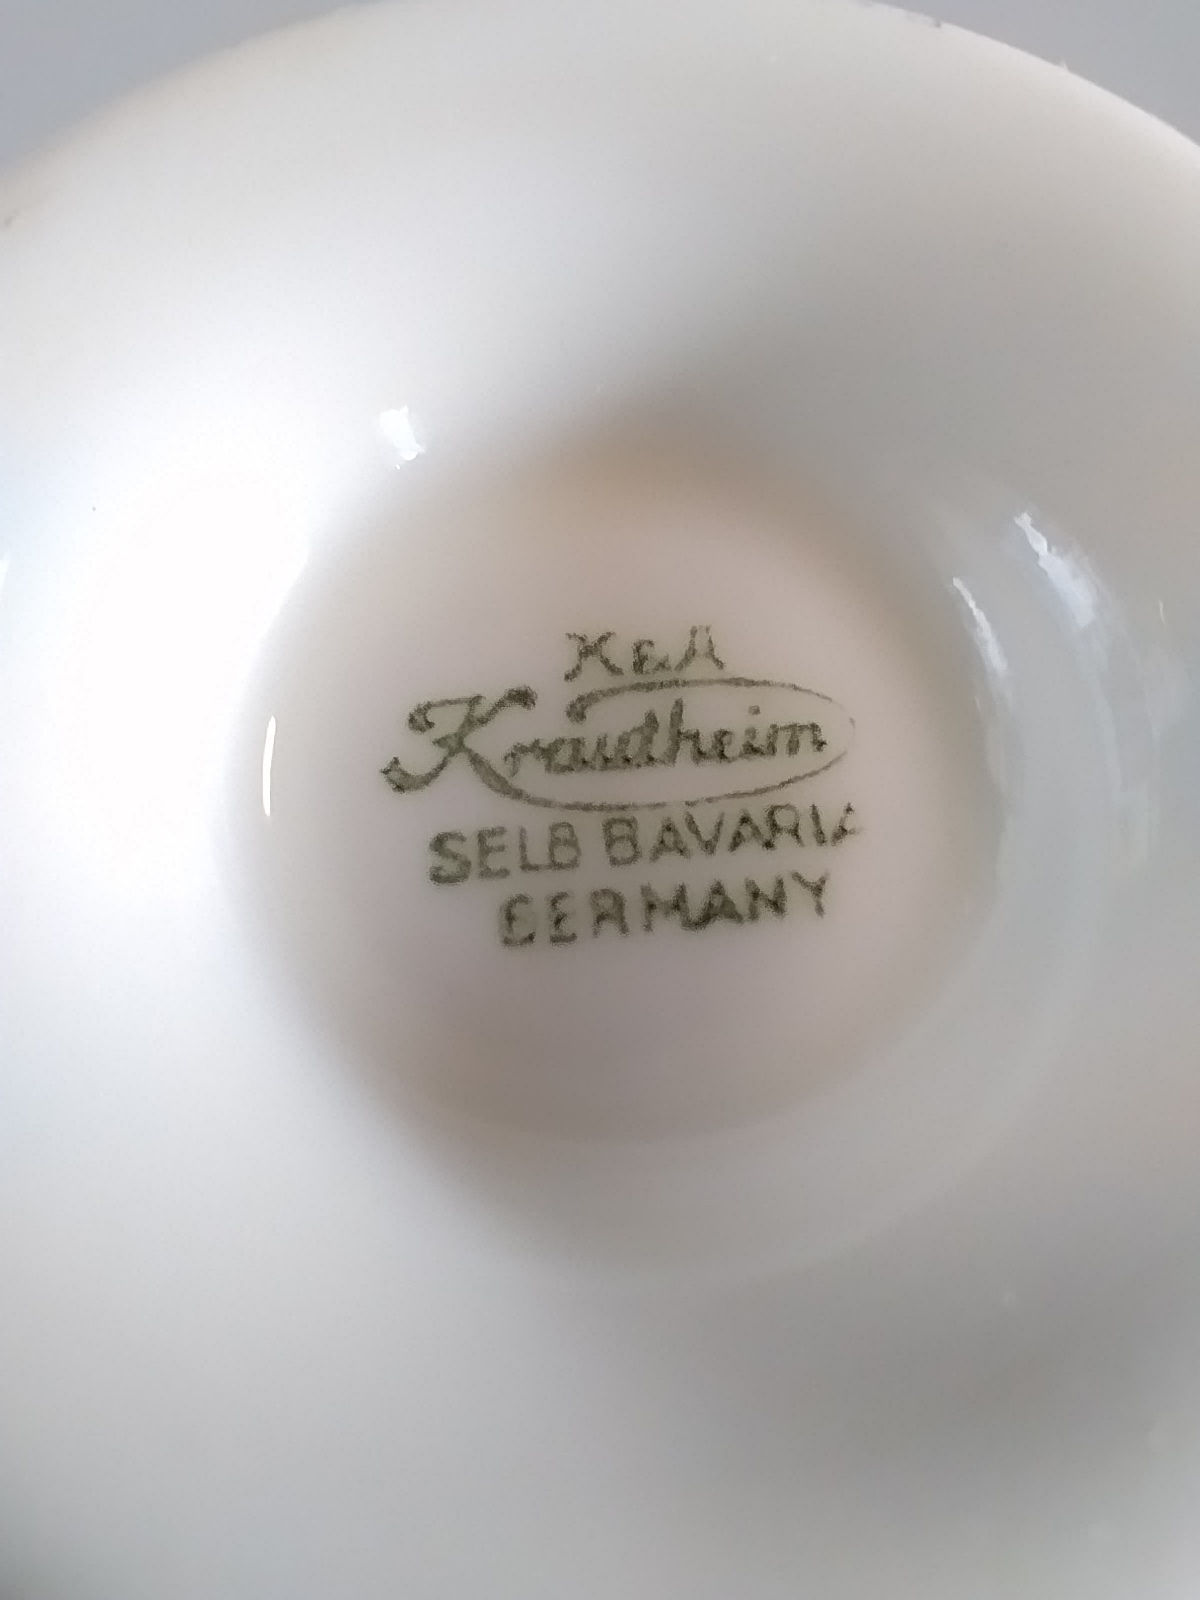 K&A
Krautheim
SELB BAVARIA
GERMANY